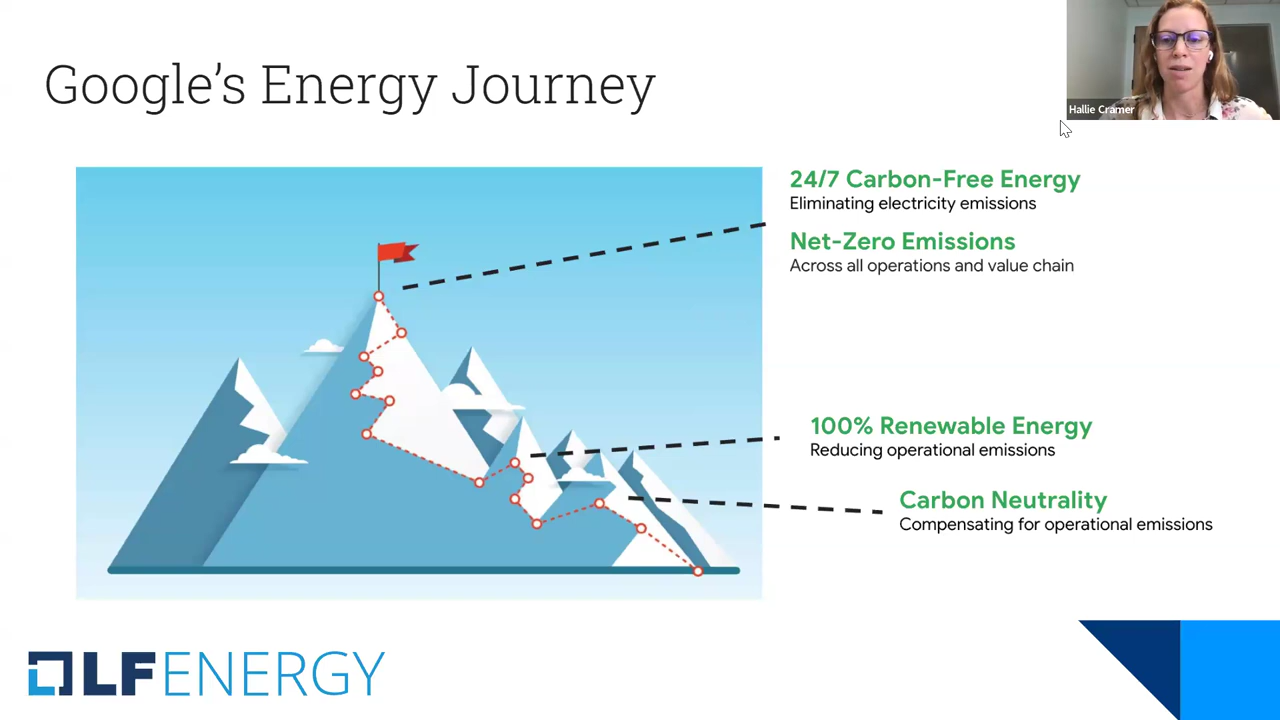 Google's Energy Journey
Hallie Cramer
24/7 Carbon-Free Energy
Eliminating electricity emissions
Net-Zero Emissions
Across all operations and value chain
100% Renewable Energy
Reducing operational emissions
Carbon Neutrality
Compensating for operational emissions
LFENERGY